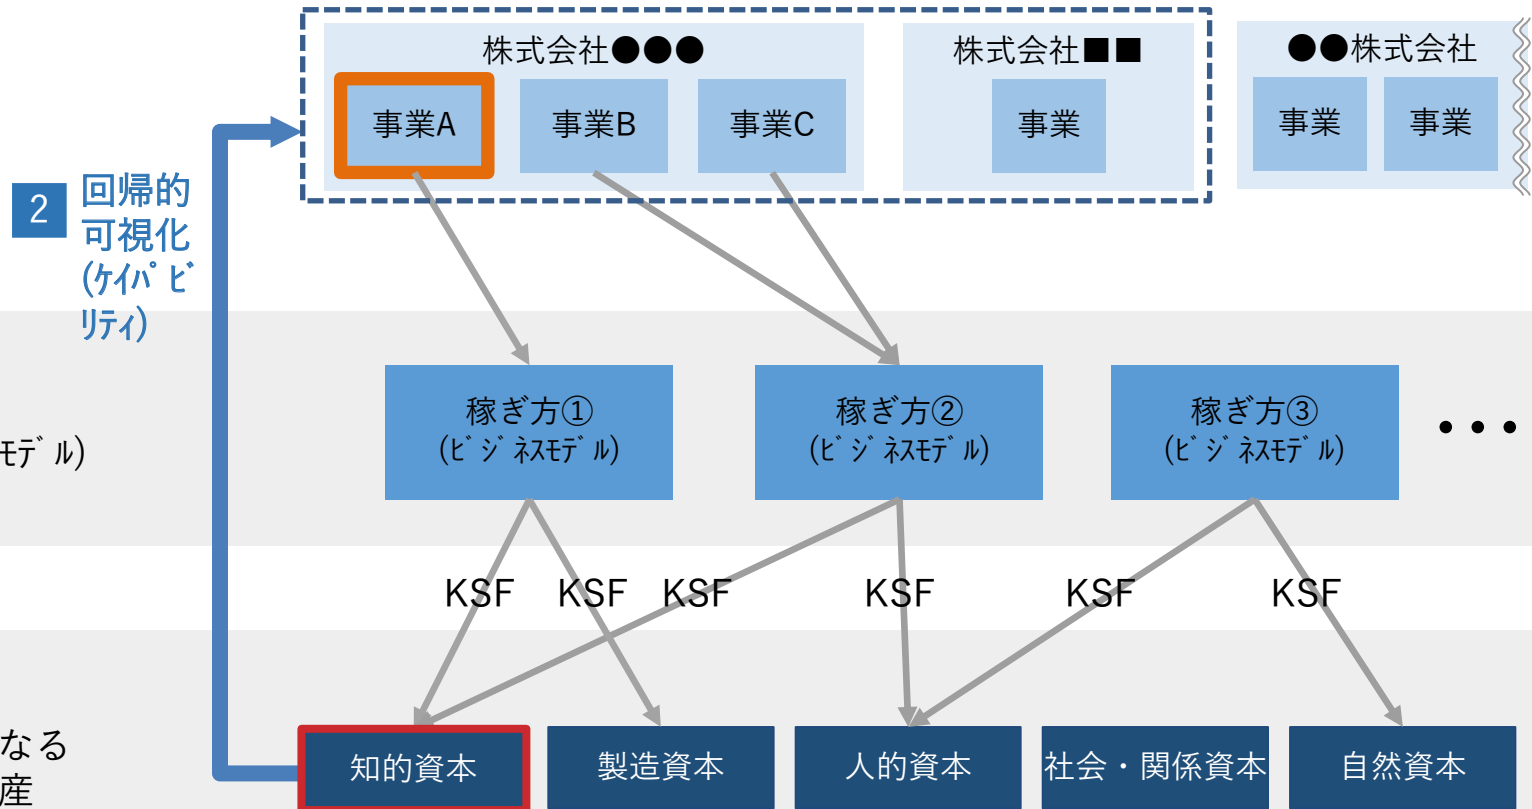 株式会社●●●
株式会社■■
●●株式会社
事業A
事業B
事業C
事業
事業
事業
2
回帰的
可視化
(ｹｲﾊﾟﾋﾞ
ﾘﾃｨ)
稼ぎ方①
(ﾋﾞｼﾞﾈｽﾓﾃﾞﾙ)
稼ぎ方②
(ﾋﾞｼﾞﾈｽﾓﾃﾞﾙ)
稼ぎ方③
(ﾋﾞｼﾞﾈｽﾓﾃﾞﾙ)
・・・
ﾓﾃﾞﾙ)
KSF
KSF
KSF
KSF
KSF
KSF
なる
産
知的資本
製造資本
人的資本
社会・関係資本
自然資本